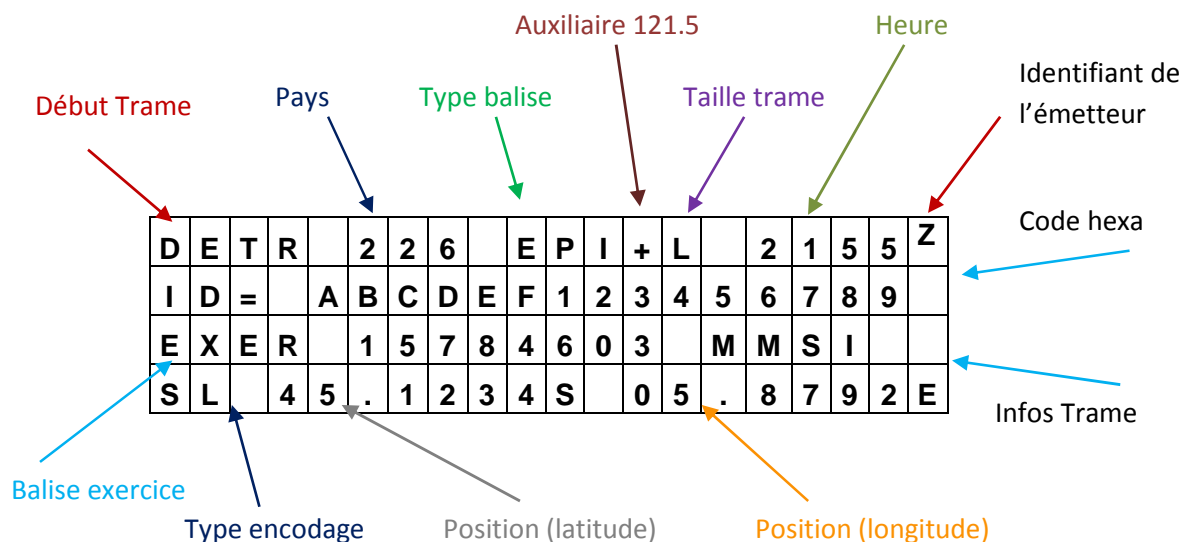 Auxiliaire 121.5 Heure
Identifiant de
l’émetteur
Début Trame Pays Type balise Taille trame
Code hexa
DETR 226 EPI+L 2155Z
ID= ABCDEF123456789
EXER 15784603 MMSI
SL 45.1234S 05.8792E
Infos Trame
Balise exercice
Type encodage Position (latitude) Position (longitude)